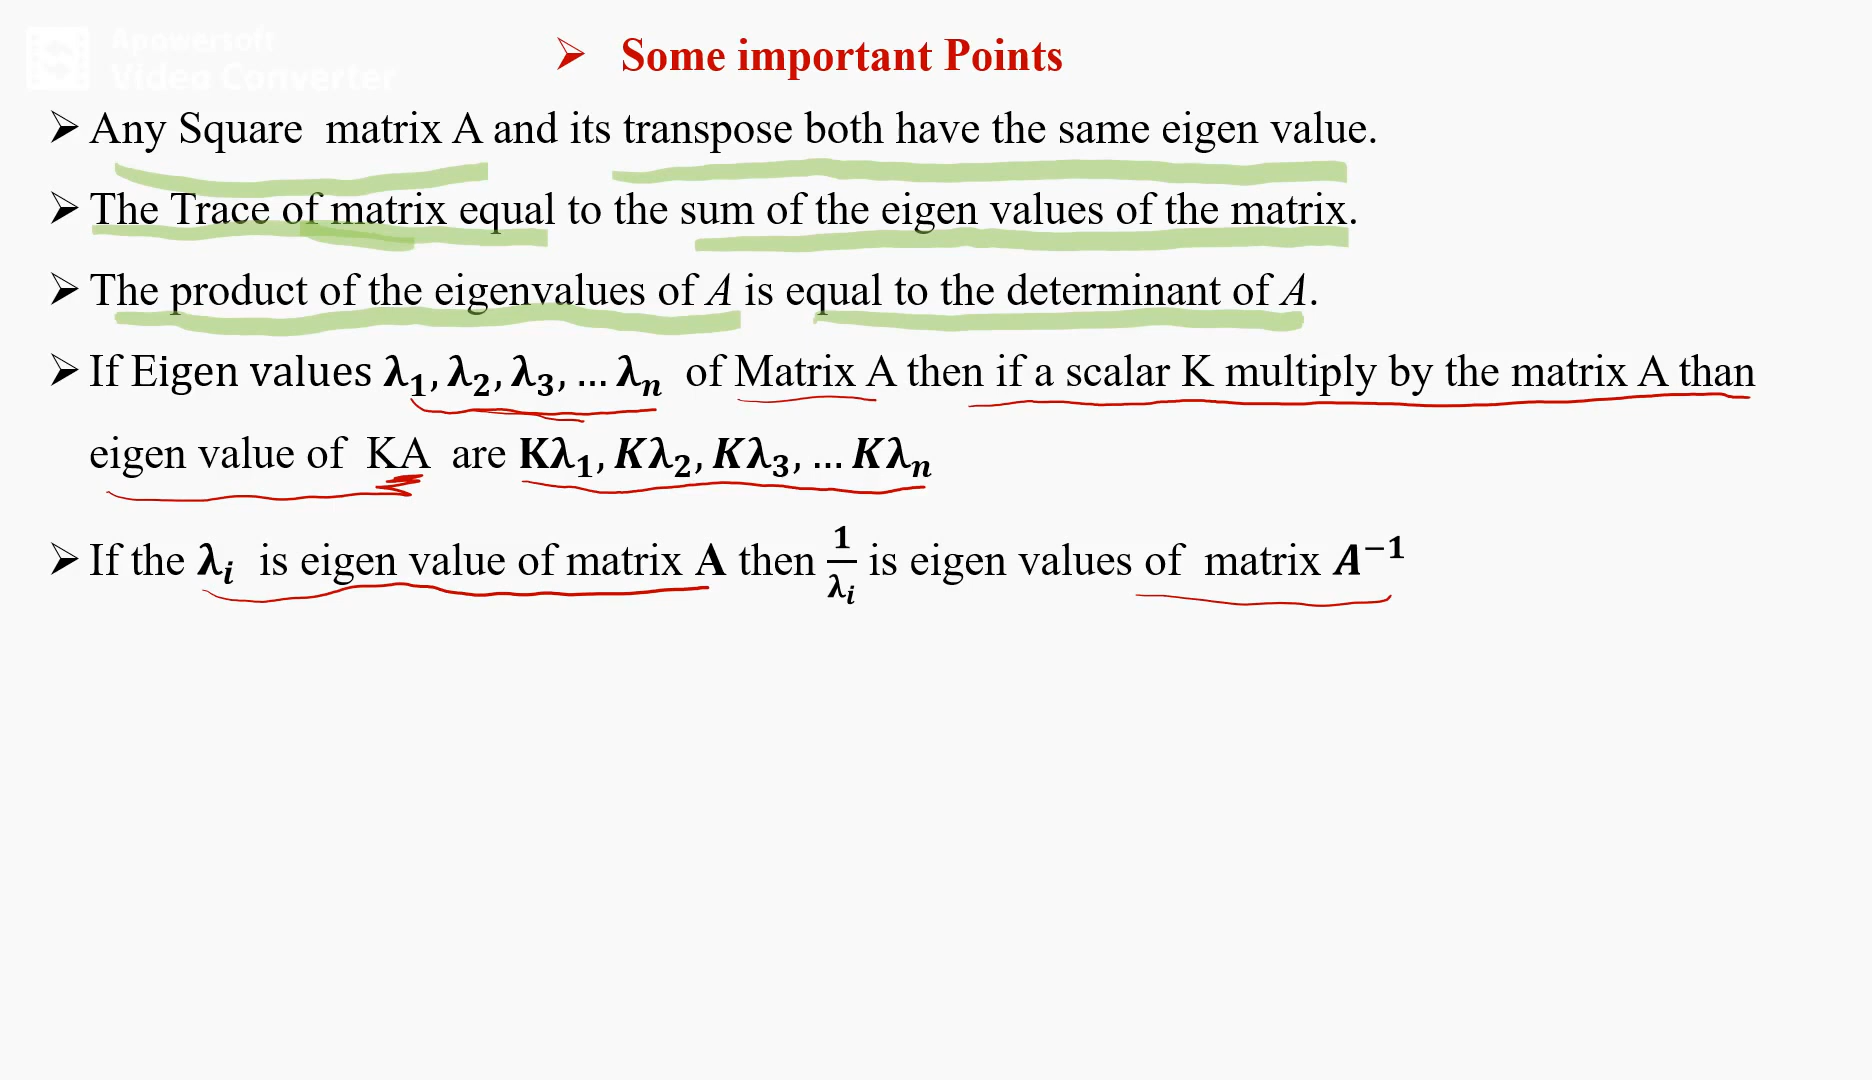 Apowersoft
Video Converter
➢ Some important Points
➢ Any Square matrix A and its transpose both have the same eigen value.
➢ The Trace of matrix equal to the sum of the eigen values of the matrix.
➢ The product of the eigenvalues of A is equal to the determinant of A.
➢ If Eigen values λ₁, λ₂, λ₃, … λₙ of Matrix A then if a scalar K multiply by the matrix A than
eigen value of KA are Kλ₁, Kλ₂, Kλ₃, … Kλₙ
➢ If the λᵢ is eigen value of matrix A then 1/λᵢ is eigen values of matrix A⁻¹